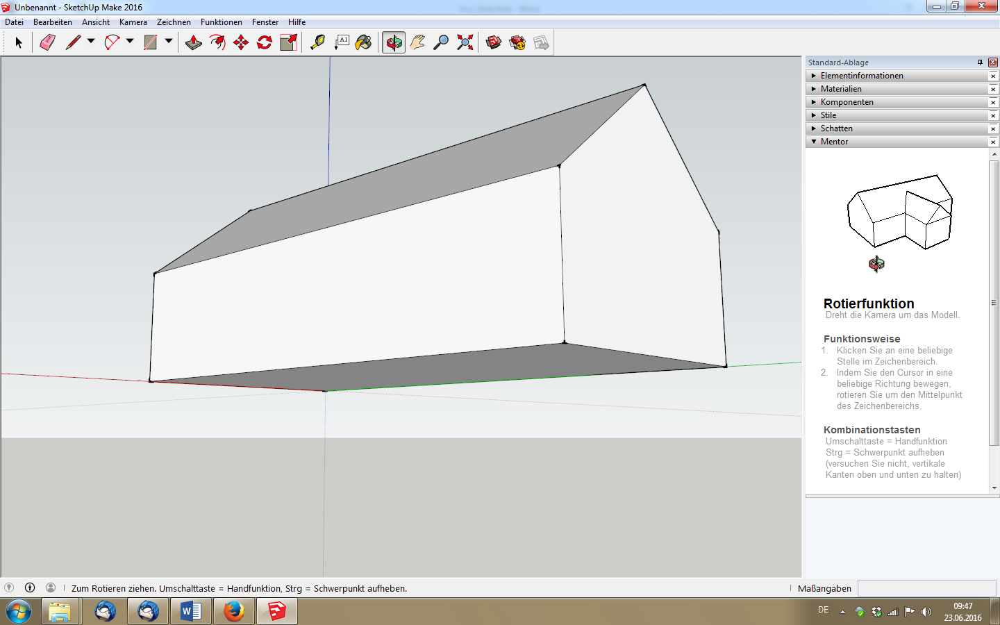 Unbenannt - SketchUp Make 2016
Datei Bearbeiten Ansicht Kamera Zeichnen Funktionen Fenster Hilfe
A1
Standard-Ablage
Elementinformationen
Materialien
Komponenten
Stile
Schatten
Mentor
Rotierfunktion
Dreht die Kamera um das Modell.
Funktionsweise
1. Klicken Sie an eine beliebige
Stelle im Zeichenbereich.
2. Indem Sie den Cursor in eine
beliebige Richtung bewegen,
rotieren Sie um den Mittelpunkt
des Zeichenbereichs.
Kombinationstasten
Umschalttaste = Handfunktion
Strg = Schwerpunkt aufheben
(versuchen Sie nicht, vertikale
Kanten oben und unten zu halten)
Zum Rotieren ziehen. Umschalttaste = Handfunktion, Strg = Schwerpunkt aufheben.
Maßangaben
DE
09:47
23.06.2016